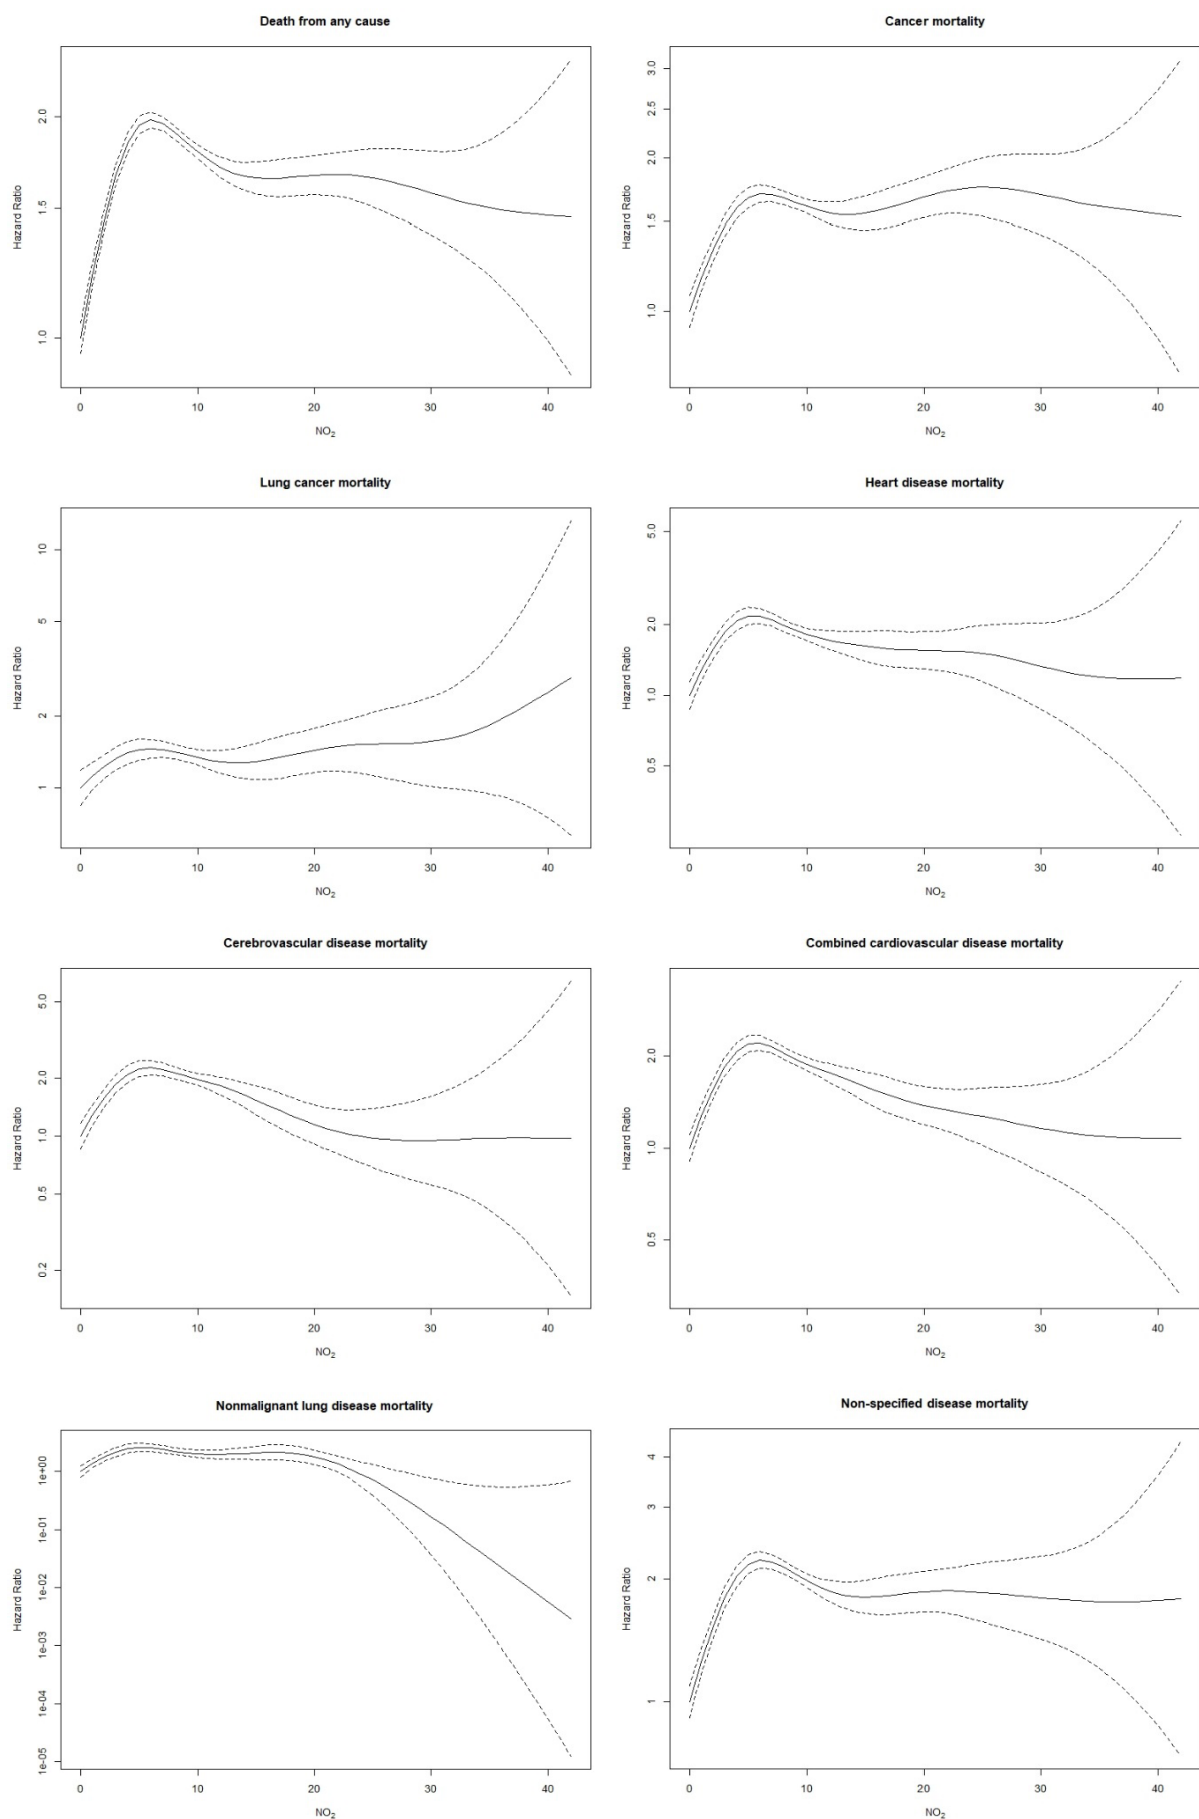 Death from any cause
Hazard Ratio
2.0
1.5
1.0
0 10 20 30 40
NO₂
Cancer mortality
Hazard Ratio
3.0
2.5
2.0
1.5
1.0
0 10 20 30 40
NO₂
Lung cancer mortality
Hazard Ratio
10
5
2
1
0 10 20 30 40
NO₂
Heart disease mortality
Hazard Ratio
5.0
2.0
1.0
0.5
0 10 20 30 40
NO₂
Cerebrovascular disease mortality
Hazard Ratio
5.0
2.0
1.0
0.5
0.2
0 10 20 30 40
NO₂
Combined cardiovascular disease mortality
Hazard Ratio
2.0
1.0
0.5
0 10 20 30 40
NO₂
Nonmalignant lung disease mortality
Hazard Ratio
1e+00
1e-01
1e-02
1e-03
1e-04
1e-05
0 10 20 30 40
NO₂
Non-specified disease mortality
Hazard Ratio
4
3
2
1
0 10 20 30 40
NO₂